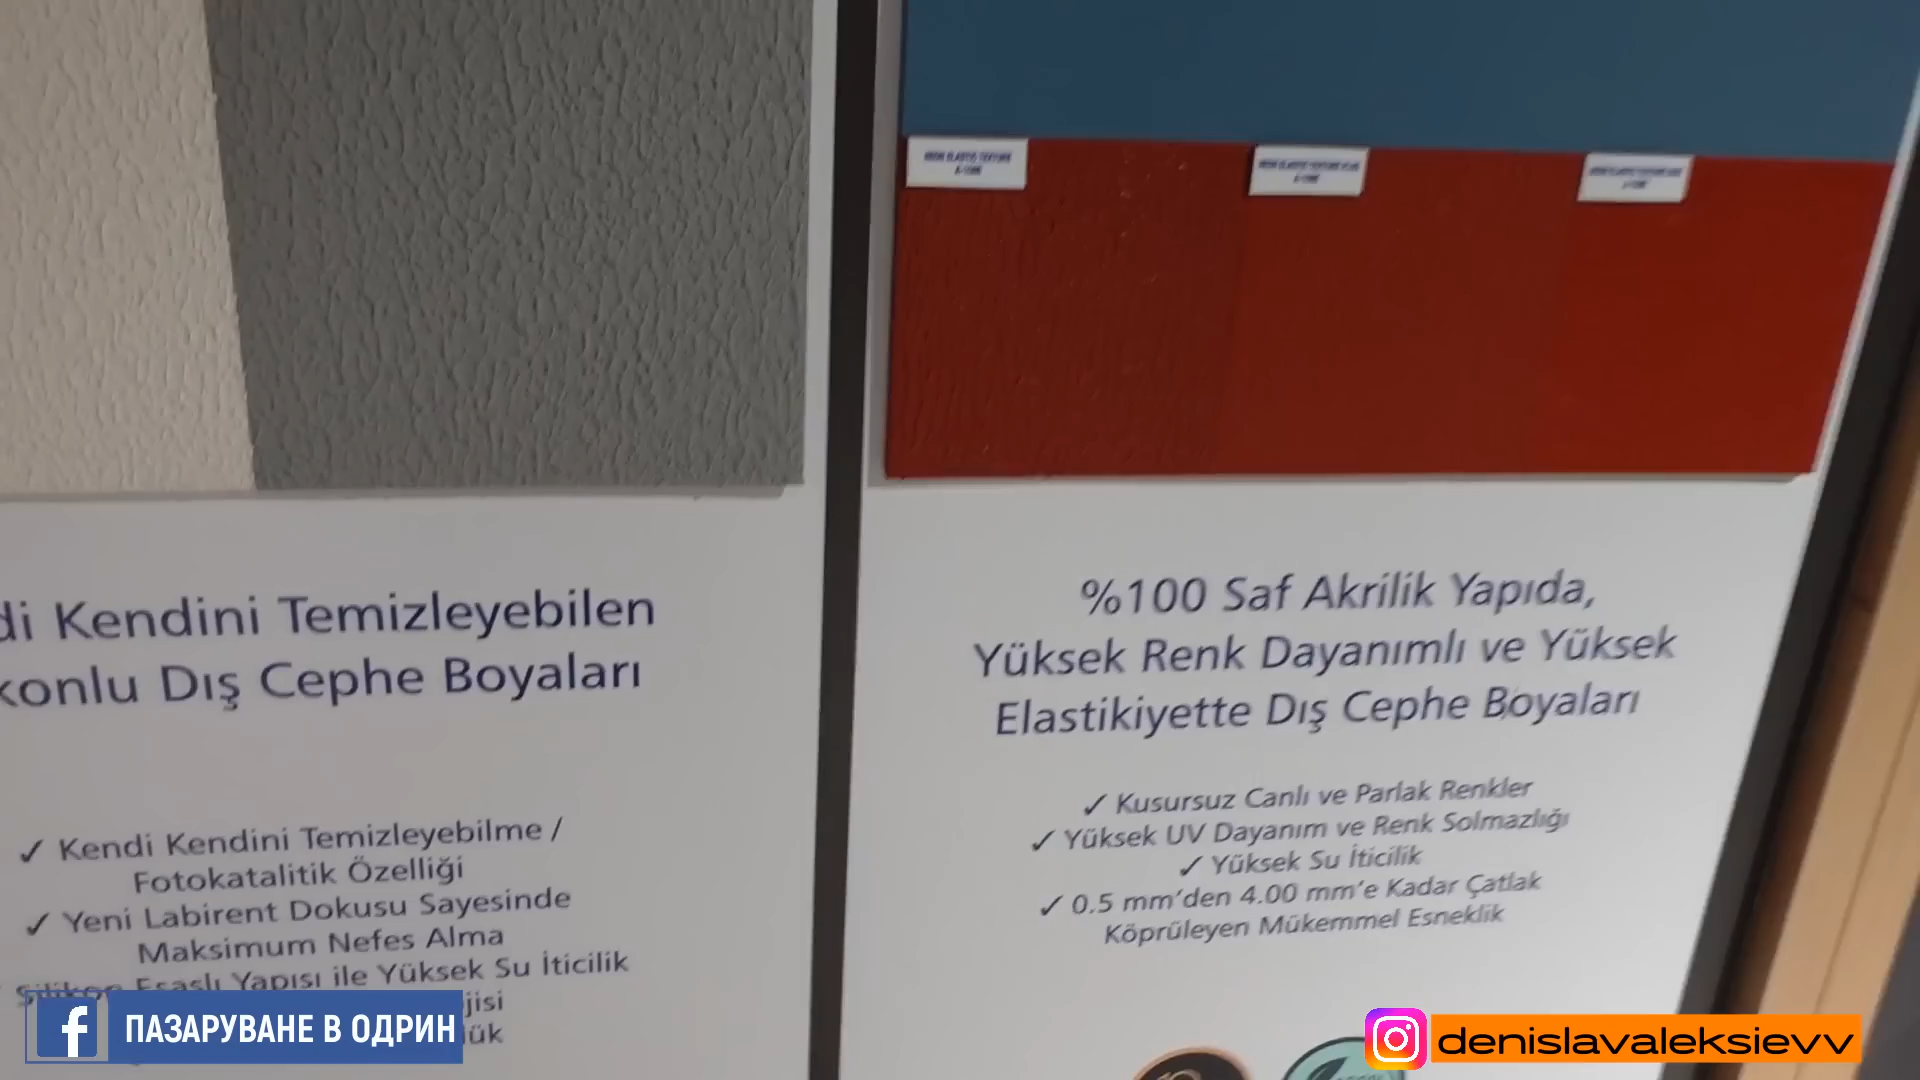 di Kendini Temizleyebilen
konlu Dış Cephe Boyaları
✓ Kendi Kendini Temizleyebilme /
Fotokatalitik Özelliği
✓ Yeni Labirent Dokusu Sayesinde
Maksimum Nefes Alma
Silikon Esaslı Yapısı ile Yüksek Su İticilik
jisi
lük
%100 Saf Akrilik Yapıda,
Yüksek Renk Dayanımlı ve Yüksek
Elastikiyette Dış Cephe Boyaları
✓ Kusursuz Canlı ve Parlak Renkler
✓ Yüksek UV Dayanım ve Renk Solmazlığı
✓ Yüksek Su İticilik
✓ 0.5 mm’den 4.00 mm’e Kadar Çatlak
Köprüleyen Mükemmel Esneklik
ПАЗАРУВАНЕ В ОДРИН
denislavaleksievv